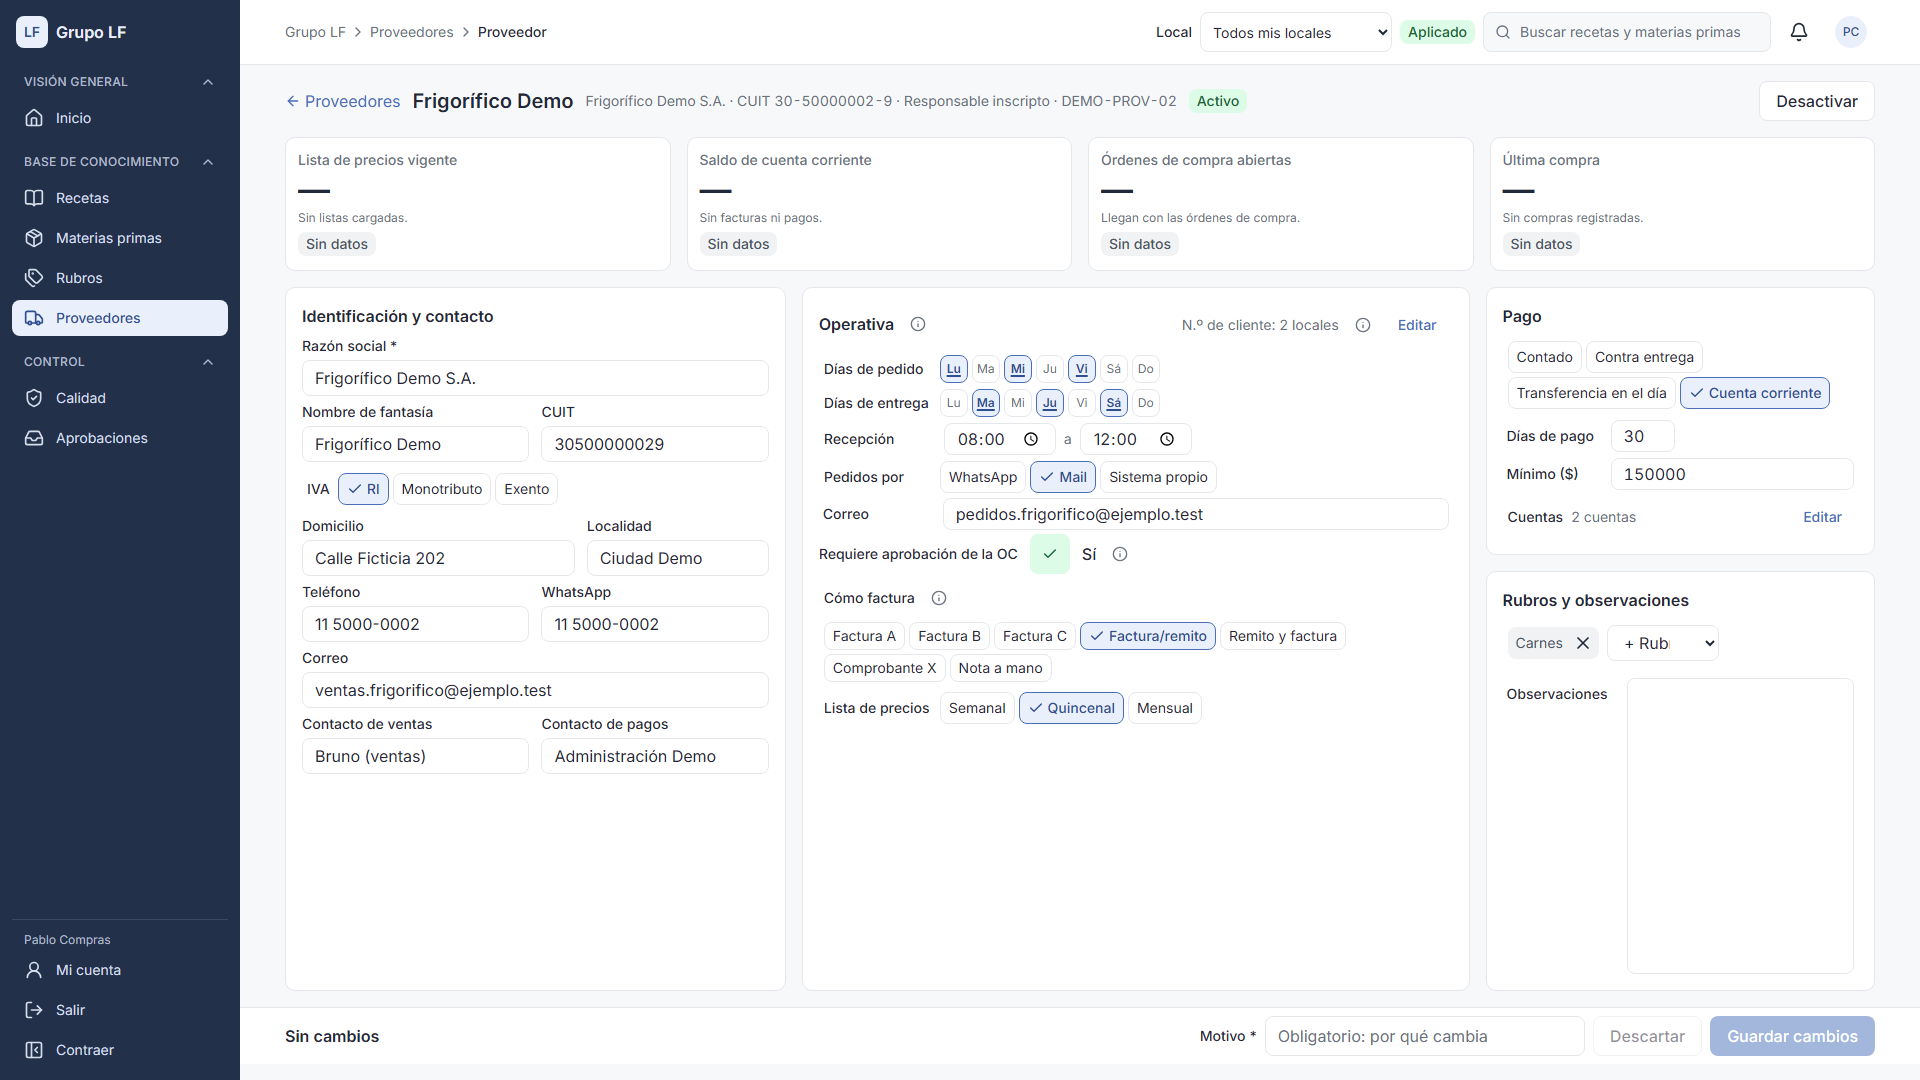 LF Grupo LF
VISIÓN GENERAL
Inicio
BASE DE CONOCIMIENTO
Recetas
Materias primas
Rubros
Proveedores
CONTROL
Calidad
Aprobaciones
Pablo Compras
Mi cuenta
Salir
Contraer
Grupo LF > Proveedores > Proveedor
Local Todos mis locales Aplicado Buscar recetas y materias primas PC
← Proveedores Frigorífico Demo Frigorífico Demo S.A. · CUIT 30-50000002-9 · Responsable inscripto · DEMO-PROV-02 Activo Desactivar
Lista de precios vigente
—
Sin listas cargadas.
Sin datos
Saldo de cuenta corriente
—
Sin facturas ni pagos.
Sin datos
Órdenes de compra abiertas
—
Llegan con las órdenes de compra.
Sin datos
Última compra
—
Sin compras registradas.
Sin datos
Identificación y contacto
Razón social *
Frigorífico Demo S.A.
Nombre de fantasía CUIT
Frigorífico Demo 30500000029
IVA RI Monotributo Exento
Domicilio Localidad
Calle Ficticia 202 Ciudad Demo
Teléfono WhatsApp
11 5000-0002 11 5000-0002
Correo
ventas.frigorifico@ejemplo.test
Contacto de ventas Contacto de pagos
Bruno (ventas) Administración Demo
Operativa N.º de cliente: 2 locales Editar
Días de pedido Lu Ma Mi Ju Vi Sá Do
Días de entrega Lu Ma Mi Ju Vi Sá Do
Recepción 08:00 a 12:00
Pedidos por WhatsApp Mail Sistema propio
Correo pedidos.frigorifico@ejemplo.test
Requiere aprobación de la OC Sí
Cómo factura
Factura A Factura B Factura C Factura/remito Remito y factura
Comprobante X Nota a mano
Lista de precios Semanal Quincenal Mensual
Pago
Contado Contra entrega
Transferencia en el día Cuenta corriente
Días de pago 30
Mínimo ($) 150000
Cuentas 2 cuentas Editar
Rubros y observaciones
Carnes + Rub
Observaciones
Sin cambios Motivo * Obligatorio: por qué cambia Descartar Guardar cambios